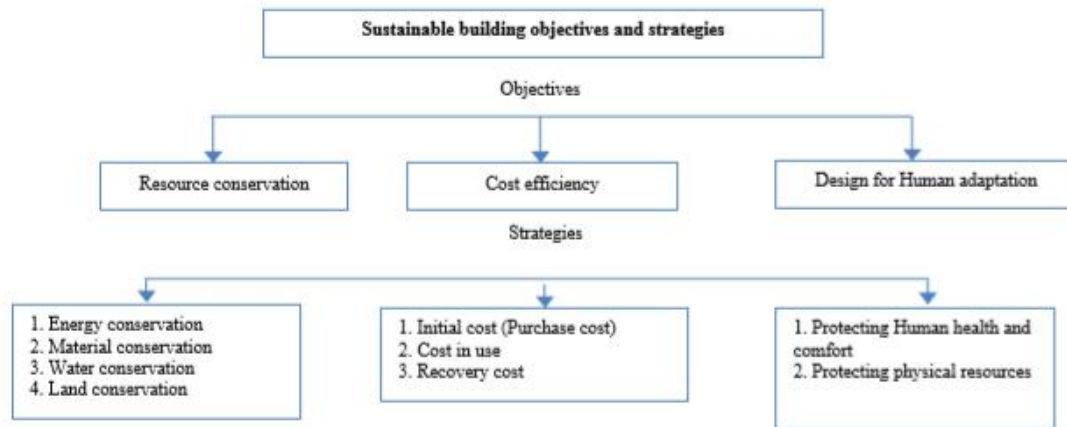 Sustainable building objectives and strategies
Objectives
Resource conservation
Cost efficiency
Design for Human adaptation
Strategies
1. Energy conservation
2. Material conservation
3. Water conservation
4. Land conservation
1. Initial cost (Purchase cost)
2. Cost in use
3. Recovery cost
1. Protecting Human health and
comfort
2. Protecting physical resources